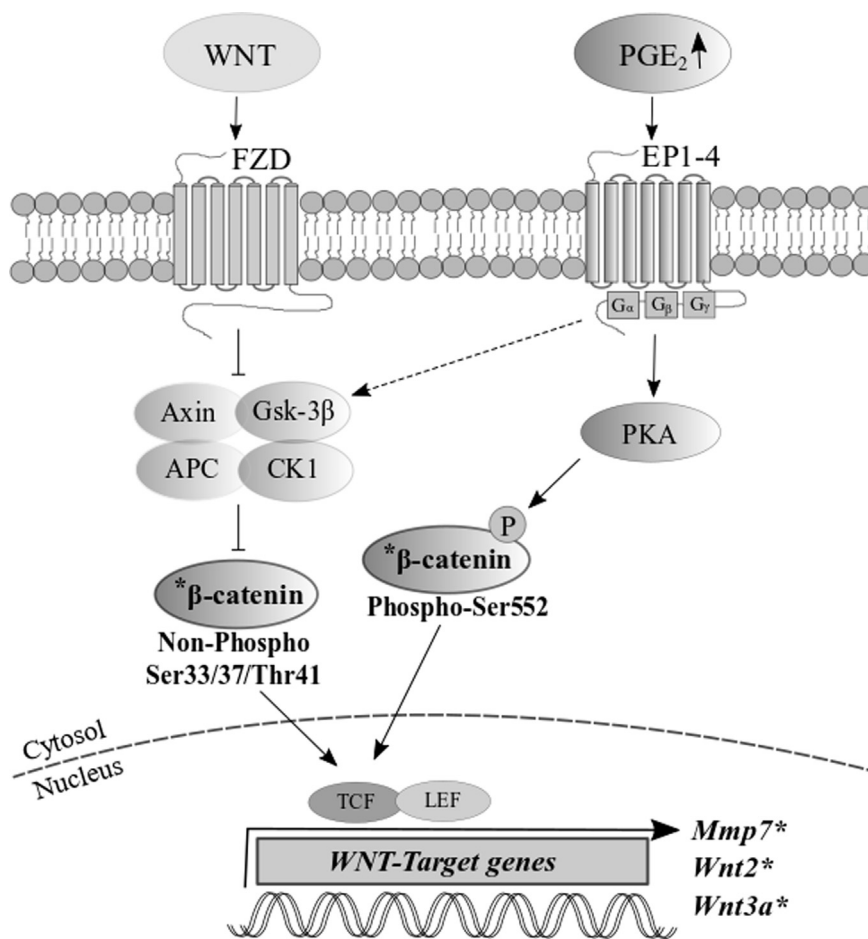 WNT
PGE₂
FZD
EP1-4
Gα
Gβ
Gγ
Axin
Gsk-3β
APC
CK1
PKA
P
*β-catenin
Phospho-Ser552
*β-catenin
Non-Phospho
Ser33/37/Thr41
Cytosol
Nucleus
TCF
LEF
WNT-Target genes
Mmp7*
Wnt2*
Wnt3a*